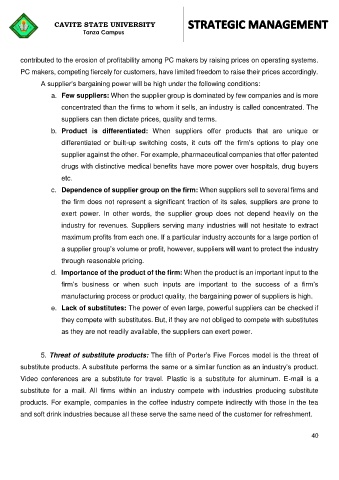 CAVITE STATE UNIVERSITY
Tanza Campus
STRATEGIC MANAGEMENT
contributed to the erosion of profitability among PC makers by raising prices on operating systems.
PC makers, competing fiercely for customers, have limited freedom to raise their prices accordingly.
A supplier's bargaining power will be high under the following conditions:
a. Few suppliers: When the supplier group is dominated by few companies and is more
concentrated than the firms to whom it sells, an industry is called concentrated. The
suppliers can then dictate prices, quality and terms.
b. Product is differentiated: When suppliers offer products that are unique or
differentiated or built-up switching costs, it cuts off the firm's options to play one
supplier against the other. For example, pharmaceutical companies that offer patented
drugs with distinctive medical benefits have more power over hospitals, drug buyers
etc.
c. Dependence of supplier group on the firm: When suppliers sell to several firms and
the firm does not represent a significant fraction of its sales, suppliers are prone to
exert power. In other words, the supplier group does not depend heavily on the
industry for revenues. Suppliers serving many industries will not hesitate to extract
maximum profits from each one. If a particular industry accounts for a large portion of
a supplier group's volume or profit, however, suppliers will want to protect the industry
through reasonable pricing.
d. Importance of the product of the firm: When the product is an important input to the
firm's business or when such inputs are important to the success of a firm's
manufacturing process or product quality, the bargaining power of suppliers is high.
e. Lack of substitutes: The power of even large, powerful suppliers can be checked if
they compete with substitutes. But, if they are not obliged to compete with substitutes
as they are not readily available, the suppliers can exert power.
5. Threat of substitute products: The fifth of Porter's Five Forces model is the threat of
substitute products. A substitute performs the same or a similar function as an industry's product.
Video conferences are a substitute for travel. Plastic is a substitute for aluminum. E-mail is a
substitute for a mail. All firms within an industry compete with industries producing substitute
products. For example, companies in the coffee industry compete indirectly with those in the tea
and soft drink industries because all these serve the same need of the customer for refreshment.
40